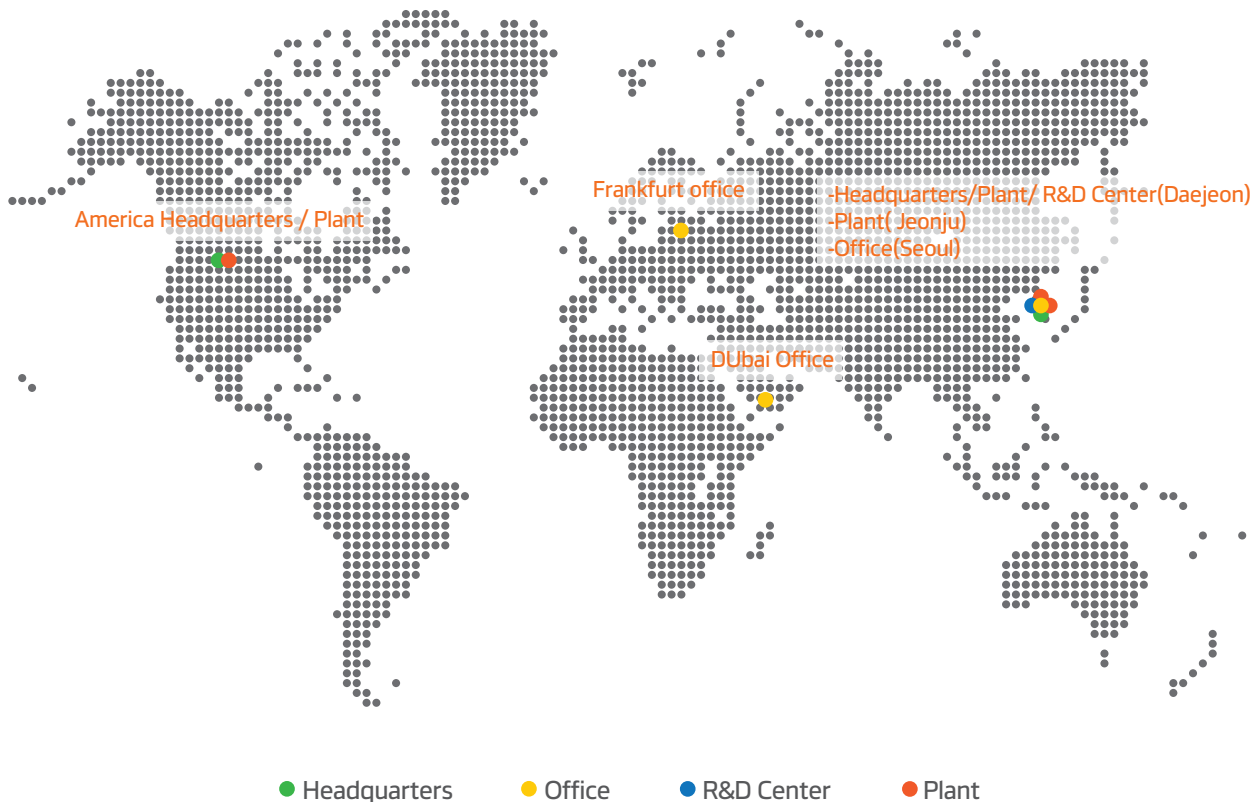 Frankfurt office
-Headquarters/Plant/ R&D Center(Daejeon)
-Plant( Jeonju)
-Office(Seoul)
America Headquarters / Plant
DUbai Office
Headquarters
Office
R&D Center
Plant